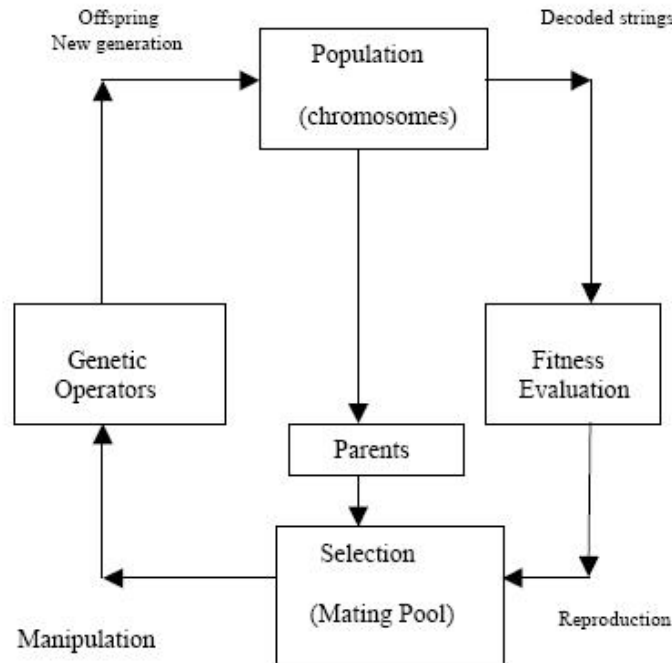 Offspring
New generation
Decoded strings
Population
(chromosomes)
Genetic
Operators
Fitness
Evaluation
Parents
Selection
(Mating Pool)
Manipulation
Reproduction